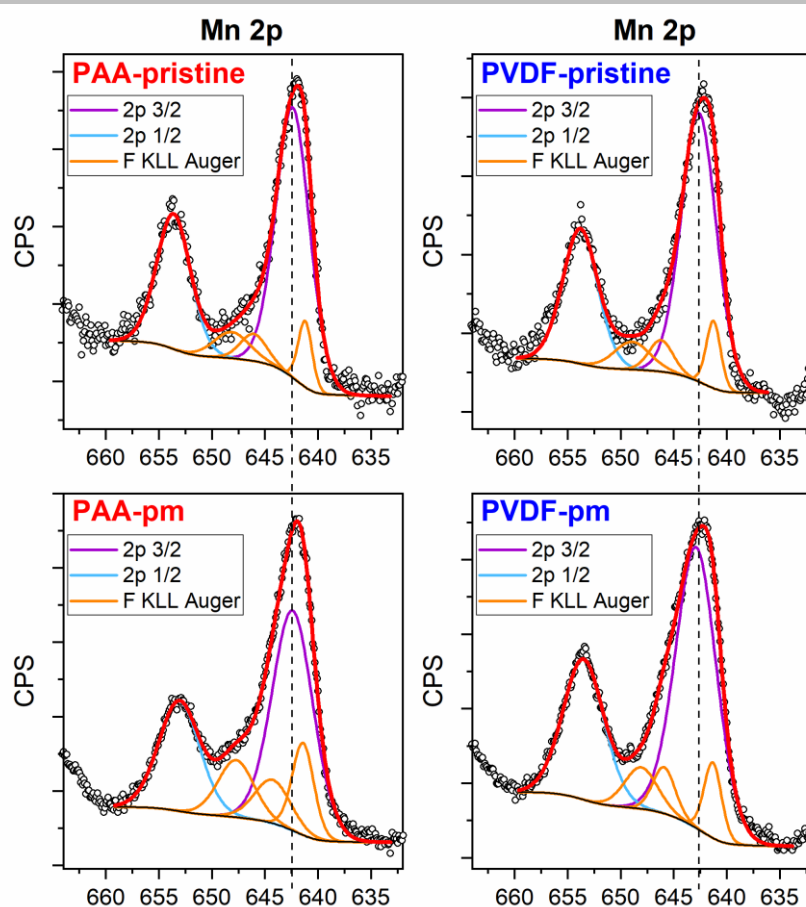 Mn 2p
PAA-pristine
2p 3/2
2p 1/2
F KLL Auger
CPS
660 655 650 645 640 635
Mn 2p
PVDF-pristine
2p 3/2
2p 1/2
F KLL Auger
CPS
660 655 650 645 640 635
PAA-pm
2p 3/2
2p 1/2
F KLL Auger
CPS
660 655 650 645 640 635
PVDF-pm
2p 3/2
2p 1/2
F KLL Auger
CPS
660 655 650 645 640 635